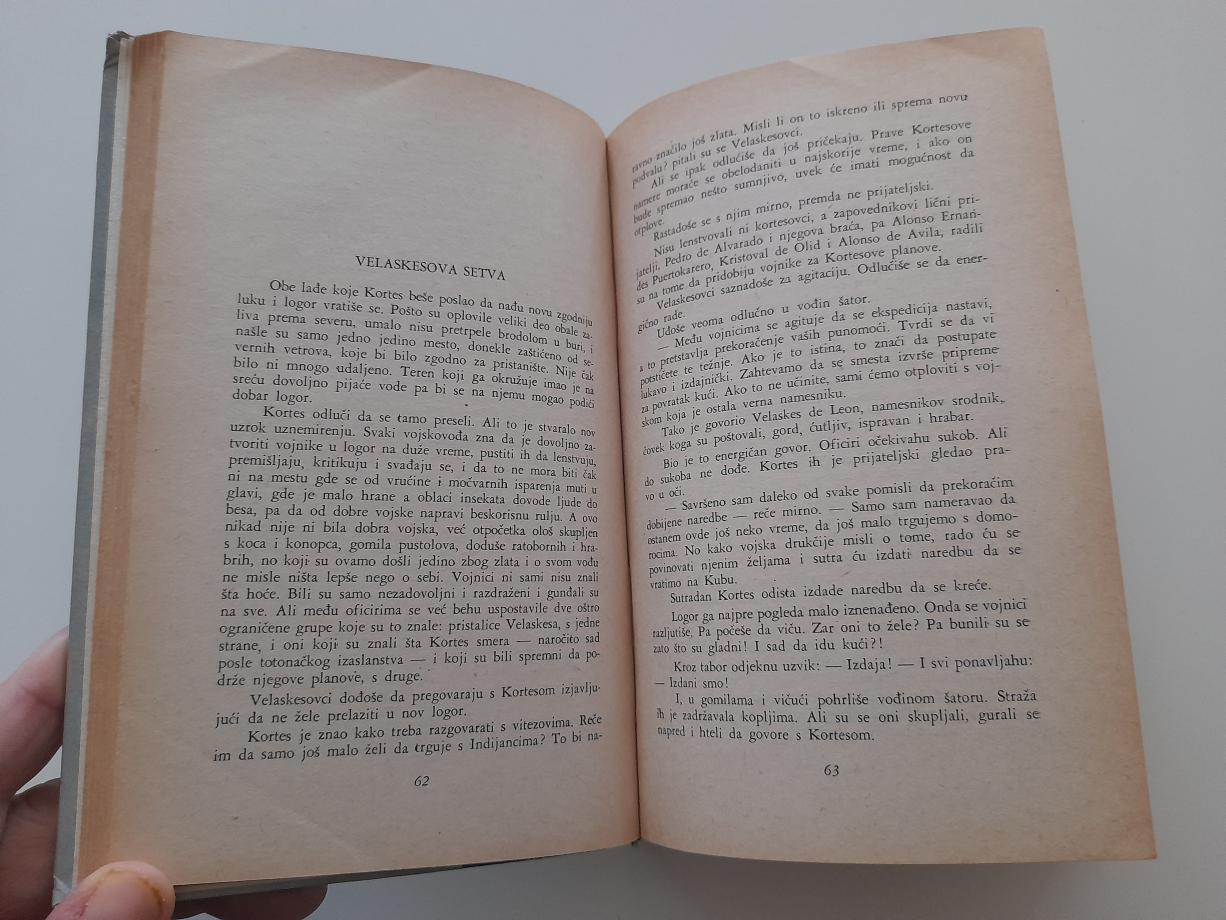 VELASKESOVA SETVA
Obe lađe koje Kortes beše poslao da nađu novu zgodniju
luku i logor vratiše se. Pošto su oplovile veliki deo obale za-
liva prema severu, umalo nisu pretrpele brodolom u buri, i
našle su samo jedno jedino mesto, donekle zaštićeno od se-
vernih vetrova, koje bi bilo zgodno za pristanište. Nije čak
bilo ni mnogo udaljeno. Teren koji ga okružuje imao je na
sreću dovoljno pijaće vode pa bi se na njemu mogao podići
dobar logor.
Kortes odluči da se tamo preseli. Ali to je stvaralo nov
uzrok uznemirenju. Svaki vojskovođa zna da je dovoljno za-
tvoriti vojnike u logor na duže vreme, pustiti ih da lenstvuju,
premišljaju, kritikuju i svađaju se, i da to ne mora biti čak
ni na mestu gde se od vrućine i močvarnih isparenja muti u
glavi, gde je malo hrane a oblaci insekata dovode ljude do
besa, pa da od dobre vojske napravi beskorisnu rulju. A ovo
nikad nije ni bila dobra vojska, već otpočetka ološ skupljen
s koca i konopca, gomila pustolova, doduše ratobornih i hra-
brih, no koji su ovamo došli jedino zbog zlata i o svom vođu
ne misle ništa lepše nego o sebi. Vojnici ni sami nisu znali
šta hoće. Bili su samo nezadovoljni i razdraženi i gunđali su
na sve. Ali među oficirima se već behu uspostavile dve oštro
ograničene grupe koje su to znale: pristalice Velaskesa, s jedne
strane, i oni koji su znali šta Kortes smera — naročito sad
posle totonačkog izaslanstva — i koji su bili spremni da po-
drže njegove planove, s druge.
Velaskesovci dođoše da pregovaraju s Kortesom izjavlju-
jući da ne žele prelaziti u nov logor.
Kortes je znao kako treba razgovarati s vitezovima. Reče
im da samo još malo želi da trguje s Indijancima? To bi na-
62
ravno značilo još zlata. Misli li on to iskreno ili sprema novu
podvalu? pitali su se Velaskesovci.
Ali se ipak odlučiše da još pričekaju. Prave Kortesove
namere moraće se obelodaniti u najskorije vreme, i ako on
bude spremao nešto sumnjivo, uvek će imati mogućnost da
otplove.
Rastadoše se s njim mirno, premda ne prijateljski.
Nisu lenstvovali ni kortesovci, a zapovednikovi lični pri-
jatelji, Pedro de Alvarado i njegova braća, pa Alonso Ernan-
des Puertokarero, Kristoval de Olid i Alonso de Avila, radili
su na tome da pridobiju vojnike za Kortesove planove.
Velaskesovci saznadoše za agitaciju. Odlučiše se da ener-
gično rade.
Uđoše veoma odlučno u vođin šator.
— Među vojnicima se agituje da se ekspedicija nastavi,
a to pretstavlja prekoračenje vaših punomoći. Tvrdi se da vi
potstičete te težnje. Ako je to istina, to znači da postupate
lukavo i izdajnički. Zahtevamo da se smesta izvrše pripreme
za povratak kući. Ako to ne učinite, sami ćemo otploviti s voj-
skom koja je ostala verna namesniku.
Tako je govorio Velaskes de Leon, namesnikov srodnik,
čovek koga su poštovali, gord, ćutljiv, ispravan i hrabar.
Bio je to energičan govor. Oficiri očekivahu sukob. Ali
do sukoba ne dođe. Kortes ih je prijateljski gledao pra-
vo u oči.
— Savršeno sam daleko od svake pomisli da prekoračim
dobijene naredbe — reče mirno. — Samo sam nameravao da
ostanem ovde još neko vreme, da još malo trgujemo s domo-
rocima. No kako vojska drukčije misli o tome, rado ću se
povinovati njenim željama i sutra ću izdati naredbu da se
vratimo na Kubu.
Sutradan Kortes odista izdade naredbu da se kreće.
Logor ga najpre pogleda malo iznenađeno. Onda se vojnici
razljutiše. Pa počeše da viču. Zar oni to žele? Pa bunili su se
zato što su gladni! I sad da idu kući?!
Kroz tabor odjeknu uzvik: — Izdaja! — I svi ponavljahu:
— Izdani smo!
I, u gomilama i vičući pohrliše vođinom šatoru. Straža
ih je zadržavala kopljima. Ali su se oni skupljali, gurali se
napred i hteli da govore s Kortesom.
63